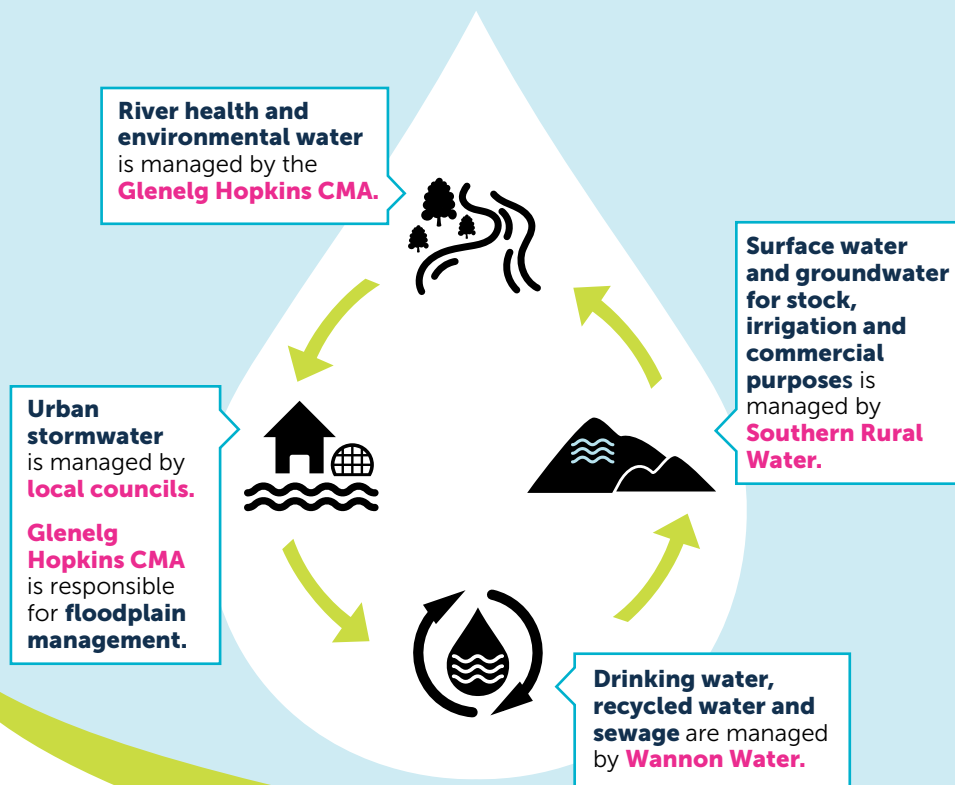 River health and
environmental water
is managed by the
Glenelg Hopkins CMA.
Surface water
and groundwater
for stock,
irrigation and
commercial
purposes is
managed by
Southern Rural
Water.
Urban
stormwater
is managed by
local councils.
Glenelg
Hopkins CMA
is responsible
for floodplain
management.
Drinking water,
recycled water and
sewage are managed
by Wannon Water.